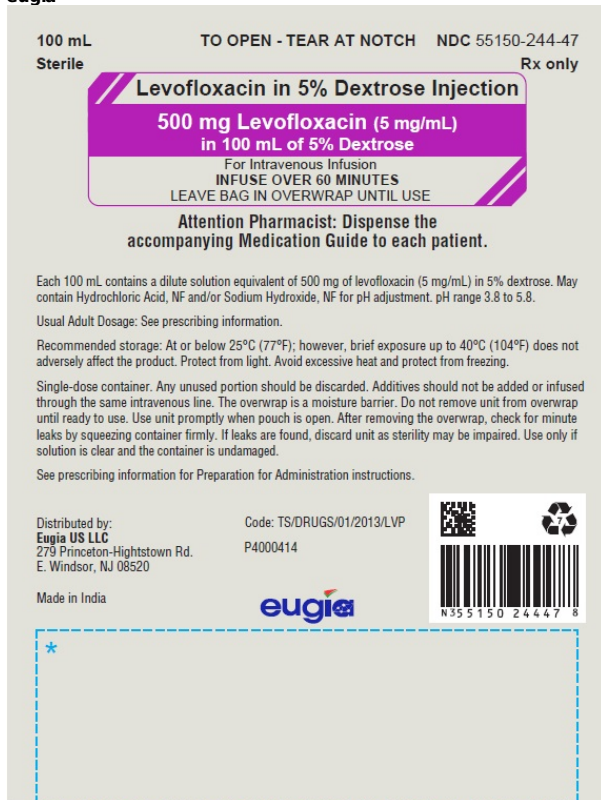 100 mL TO OPEN - TEAR AT NOTCH NDC 55150-244-47
Sterile Rx only
Levofloxacin in 5% Dextrose Injection
500 mg Levofloxacin (5 mg/mL)
in 100 mL of 5% Dextrose
For Intravenous Infusion
INFUSE OVER 60 MINUTES
LEAVE BAG IN OVERWRAP UNTIL USE
Attention Pharmacist: Dispense the
accompanying Medication Guide to each patient.
Each 100 mL contains a dilute solution equivalent of 500 mg of levofloxacin (5 mg/mL) in 5% dextrose. May
contain Hydrochloric Acid, NF and/or Sodium Hydroxide, NF for pH adjustment. pH range 3.8 to 5.8.
Usual Adult Dosage: See prescribing information.
Recommended storage: At or below 25°C (77°F); however, brief exposure up to 40°C (104°F) does not
adversely affect the product. Protect from light. Avoid excessive heat and protect from freezing.
Single-dose container. Any unused portion should be discarded. Additives should not be added or infused
through the same intravenous line. The overwrap is a moisture barrier. Do not remove unit from overwrap
until ready to use. Use unit promptly when pouch is open. After removing the overwrap, check for minute
leaks by squeezing container firmly. If leaks are found, discard unit as sterility may be impaired. Use only if
solution is clear and the container is undamaged.
See prescribing information for Preparation for Administration instructions.
Distributed by:
Eugia US LLC
279 Princeton-Hightstown Rd.
E. Windsor, NJ 08520
Made in India
Code: TS/DRUGS/01/2013/LVP
P4000414
eugia
7
N 3 55150 24447 8
*